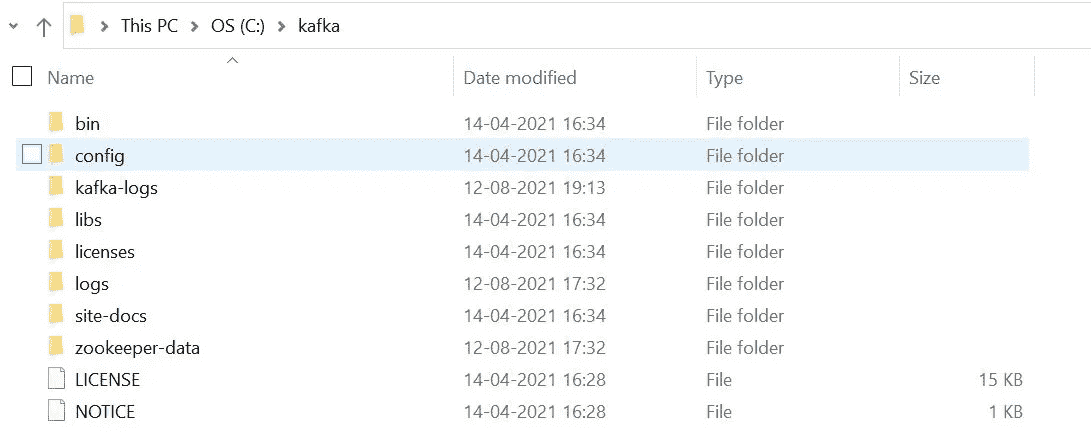 This PC > OS (C:) > kafka
Name Date modified Type Size
bin 14-04-2021 16:34 File folder
config 14-04-2021 16:34 File folder
kafka-logs 12-08-2021 19:13 File folder
libs 14-04-2021 16:34 File folder
licenses 14-04-2021 16:34 File folder
logs 12-08-2021 17:32 File folder
site-docs 14-04-2021 16:34 File folder
zookeeper-data 12-08-2021 17:32 File folder
LICENSE 14-04-2021 16:28 File 15 KB
NOTICE 14-04-2021 16:28 File 1 KB